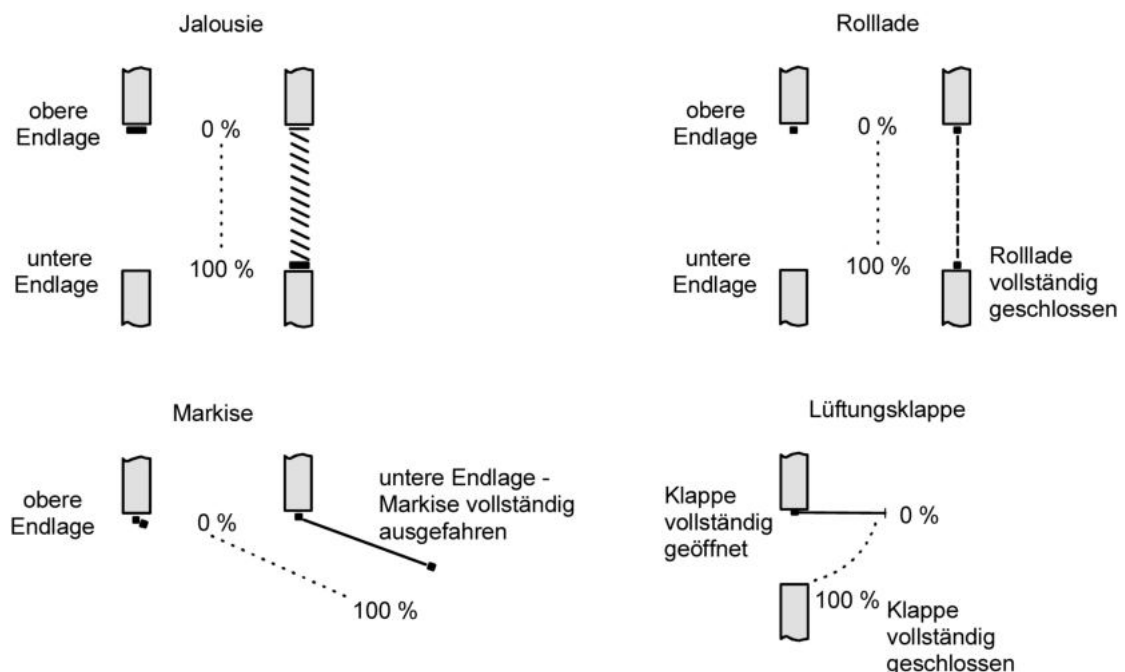 Jalousie
obere
Endlage
0 %
untere
Endlage
100 %
Rolllade
obere
Endlage
0 %
untere
Endlage
100 %
Rolllade
vollständig
geschlossen
Markise
obere
Endlage
0 %
untere Endlage -
Markise vollständig
ausgefahren
100 %
Lüftungsklappe
Klappe
vollständig
geöffnet
0 %
100 %
Klappe
vollständig
geschlossen